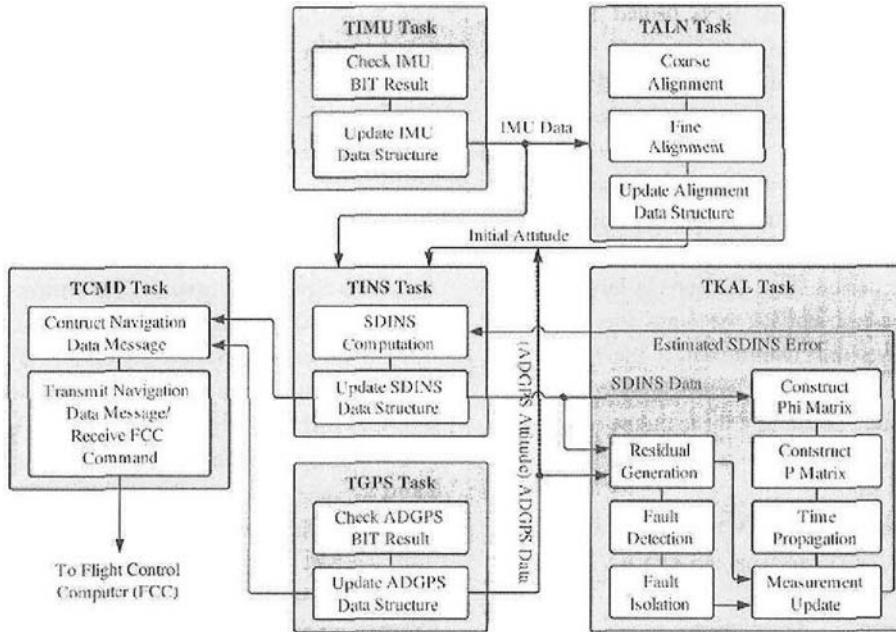 TIMU Task
Check IMU
BIT Result
Update IMU
Data Structure
IMU Data
TALN Task
Coarse
Alignment
Fine
Alignment
Update Alignment
Data Structure
Initial Attitude
TCMD Task
Contruct Navigation
Data Message
Transmit Navigation
Data Message/
Receive FCC
Command
To Flight Control
Computer (FCC)
TINS Task
SDINS
Computation
Update SDINS
Data Structure
TGPS Task
Check ADGPS
BIT Result
Update ADGPS
Data Structure
(ADGPS Attitude) ADGPS Data
TKAL Task
Estimated SDINS Error
SDINS Data
Construct
Phi Matrix
Residual
Generation
Contstruct
P Matrix
Fault
Detection
Time
Propagation
Fault
Isolation
Measurement
Update